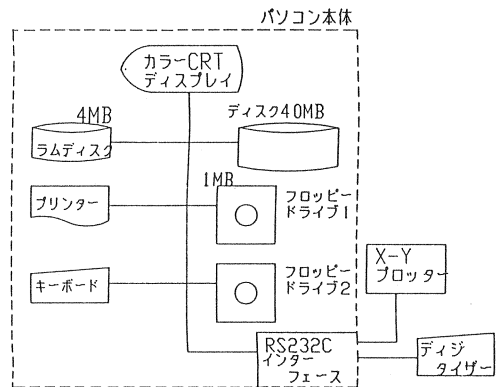 パソコン本体
カラーCRT
ディスプレイ
4MB
ラムディスク
ディスク40MB
プリンター
1MB
フロッピー
ドライブ1
キーボード
フロッピー
ドライブ2
X-Y
プロッター
RS232C
インター
フェース
ディジ
タイザー